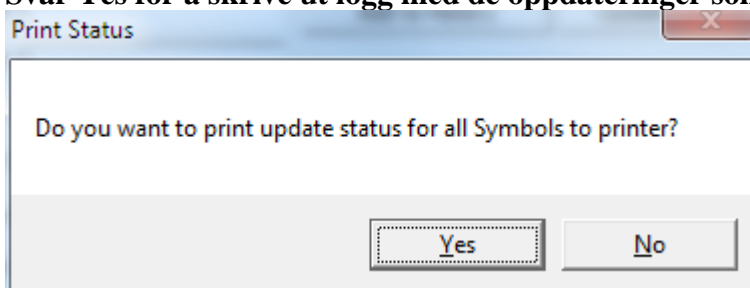 Svar Yes for å skrive ut logg med de oppdateringer som
Print Status
Do you want to print update status for all Symbols to printer?
Yes No